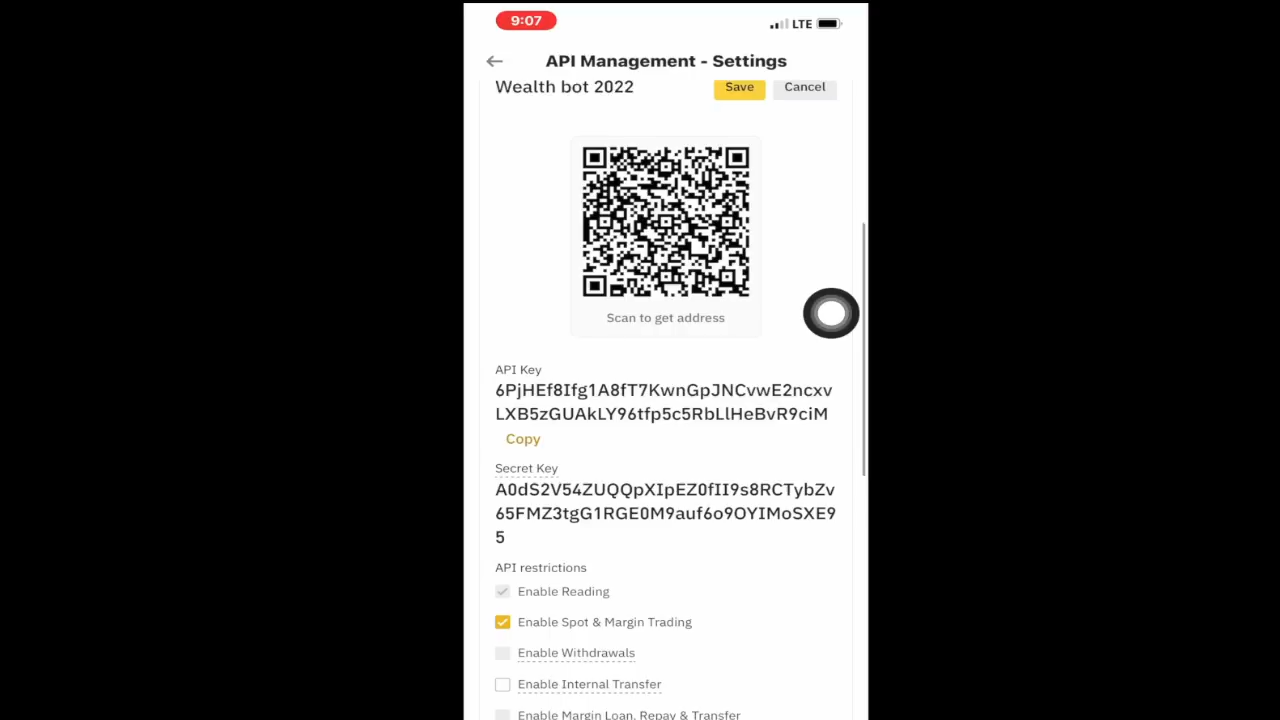 9:07
LTE
API Management - Settings
Wealth bot 2022
Save Cancel
Scan to get address
API Key
6PjHEf8Ifg1A8fT7KwnGpJNCvwE2ncxv
LXB5zGUAkLY96tfp5c5RbLlHeBvR9ciM
Copy
Secret Key
A0dS2V54ZUQQpXIpEZ0fII9s8RCTybZv
65FMZ3tgG1RGE0M9auf6o9OYIMoSXE9
5
API restrictions
Enable Reading
Enable Spot & Margin Trading
Enable Withdrawals
Enable Internal Transfer
Enable Margin Loan, Repay & Transfer